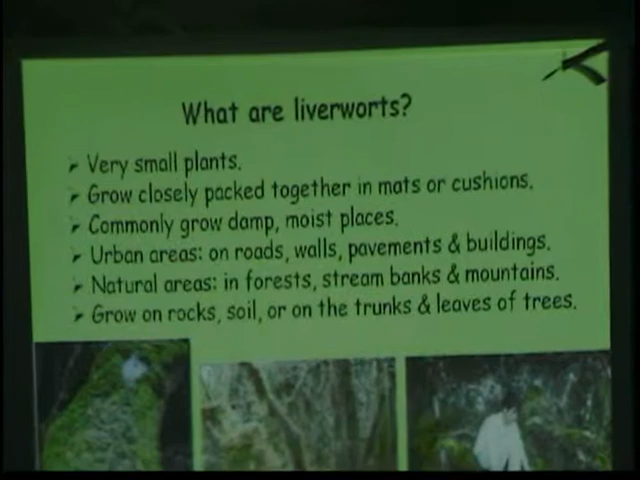 What are liverworts?
Very small plants.
Grow closely packed together in mats or cushions.
Commonly grow damp, moist places.
Urban areas: on roads, walls, pavements & buildings.
Natural areas: in forests, stream banks & mountains.
Grow on rocks, soil, or on the trunks & leaves of trees.